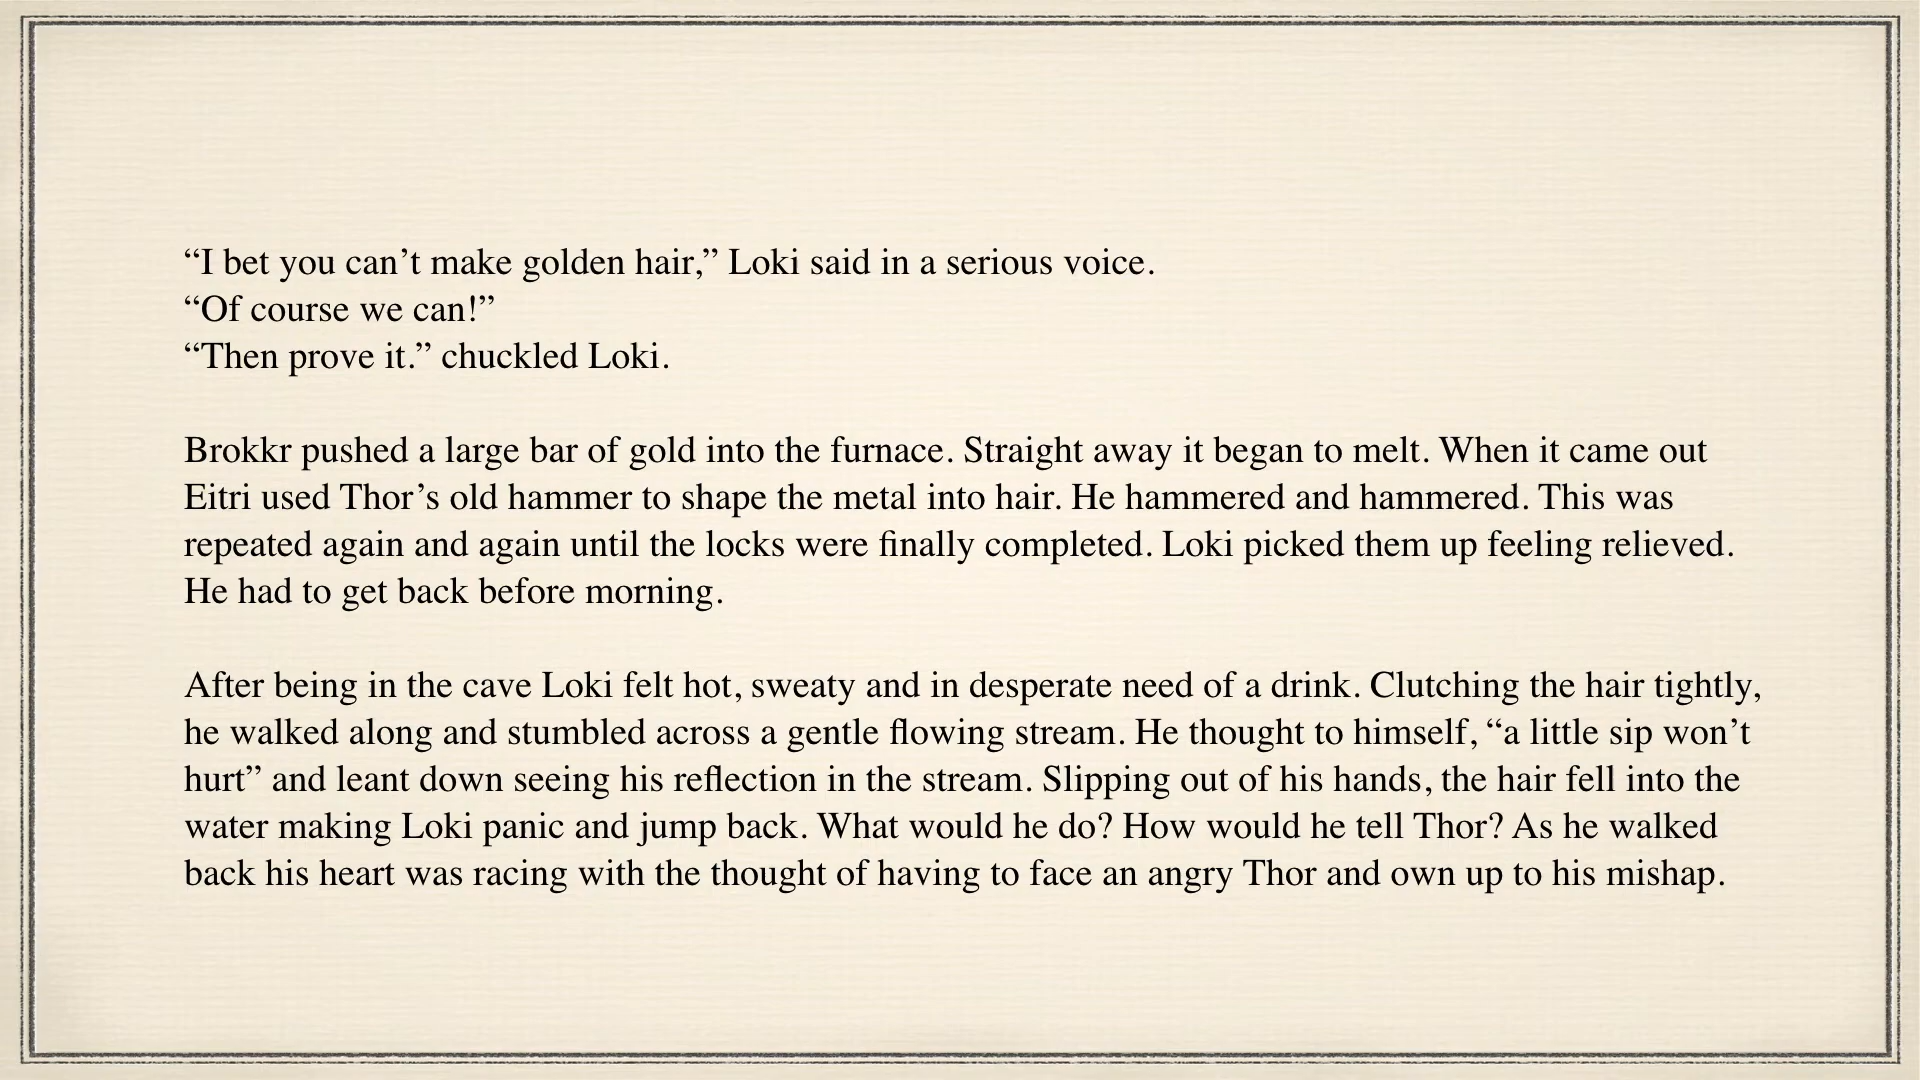 “I bet you can’t make golden hair,” Loki said in a serious voice.
“Of course we can!”
“Then prove it.” chuckled Loki.
Brokkr pushed a large bar of gold into the furnace. Straight away it began to melt. When it came out
Eitri used Thor’s old hammer to shape the metal into hair. He hammered and hammered. This was
repeated again and again until the locks were finally completed. Loki picked them up feeling relieved.
He had to get back before morning.
After being in the cave Loki felt hot, sweaty and in desperate need of a drink. Clutching the hair tightly,
he walked along and stumbled across a gentle flowing stream. He thought to himself, “a little sip won’t
hurt” and leant down seeing his reflection in the stream. Slipping out of his hands, the hair fell into the
water making Loki panic and jump back. What would he do? How would he tell Thor? As he walked
back his heart was racing with the thought of having to face an angry Thor and own up to his mishap.